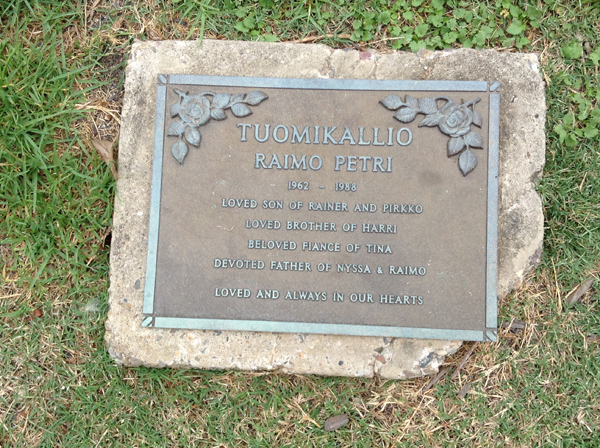 TUOMIKALLIO
RAIMO PETRI
1962 - 1988
LOVED SON OF RAINER AND PIRKKO
LOVED BROTHER OF HARRI
BELOVED FIANCE OF TINA
DEVOTED FATHER OF NYSSA & RAIMO
LOVED AND ALWAYS IN OUR HEARTS